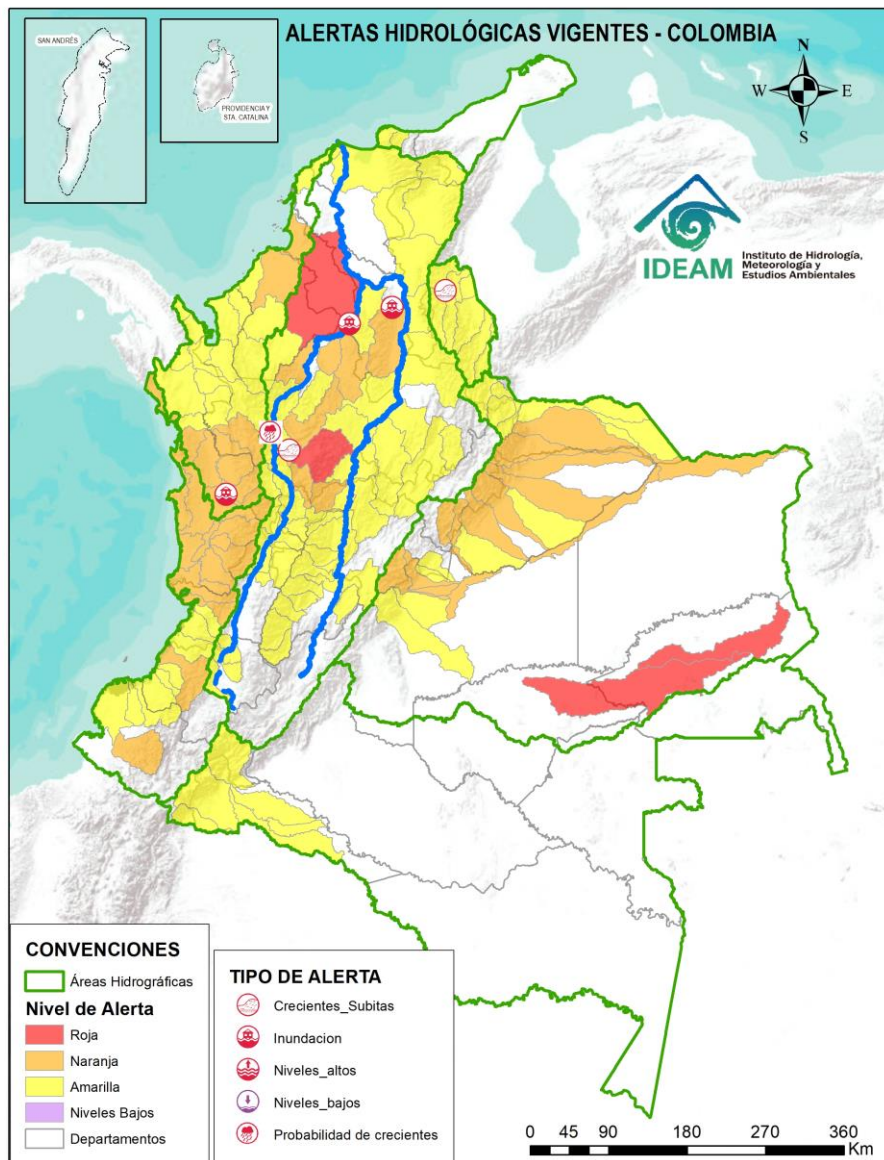 SAN ANDRÉS
PROVIDENCIA Y
STA. CATALINA
ALERTAS HIDROLÓGICAS VIGENTES - COLOMBIA
N
W
E
S
IDEAM
Instituto de Hidrología,
Meteorología y
Estudios Ambientales
CONVENCIONES
Áreas Hidrográficas
Nivel de Alerta
Roja
Naranja
Amarilla
Niveles Bajos
Departamentos
TIPO DE ALERTA
Crecientes_Subitas
Inundacion
Niveles_altos
Niveles_bajos
Probabilidad de crecientes
0 45 90 180 270 360
Km